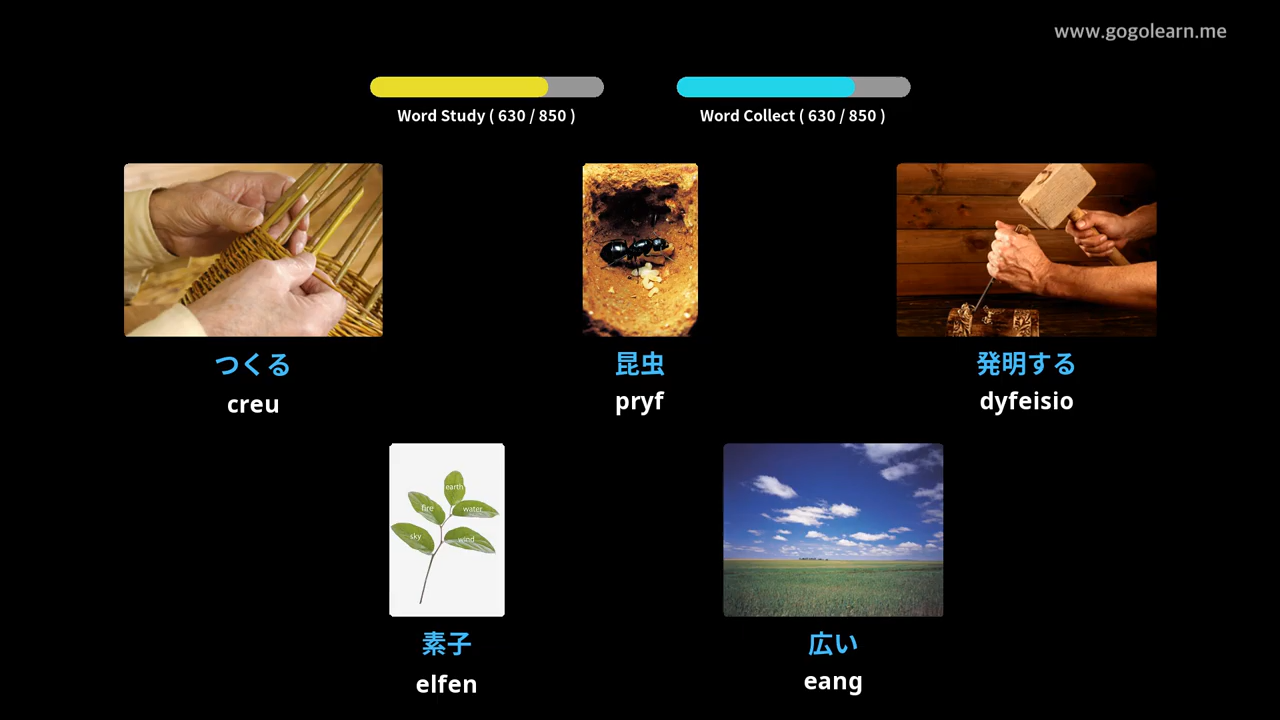 www.gogolearn.me
Word Study ( 630 / 850 )
Word Collect ( 630 / 850 )
つくる
creu
昆虫
pryf
発明する
dyfeisio
earth
fire
water
sky
wind
素子
elfen
広い
eang